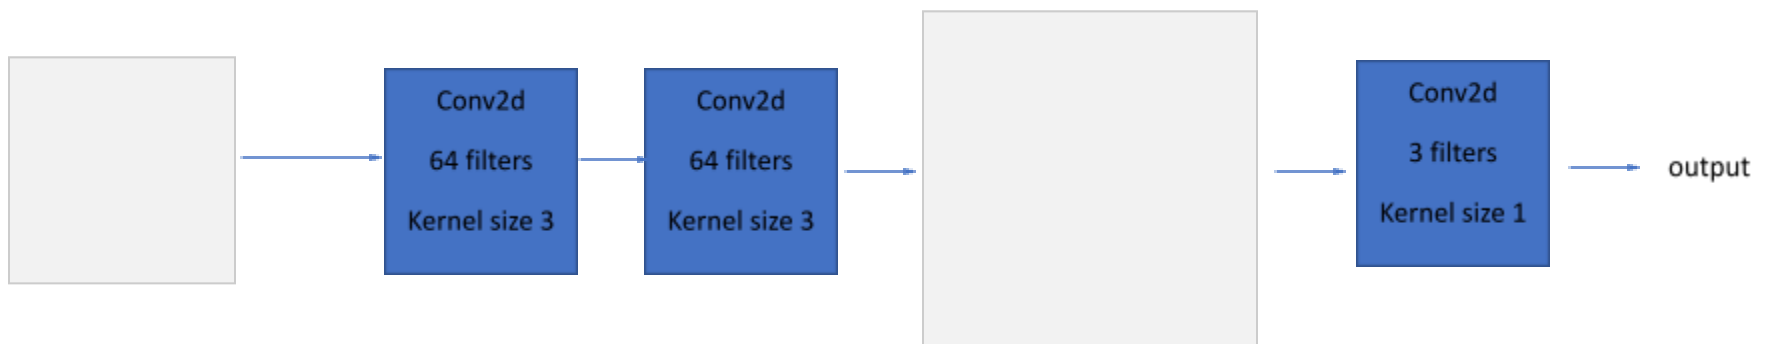 Conv2d
64 filters
Kernel size 3
Conv2d
64 filters
Kernel size 3
Conv2d
3 filters
Kernel size 1
output